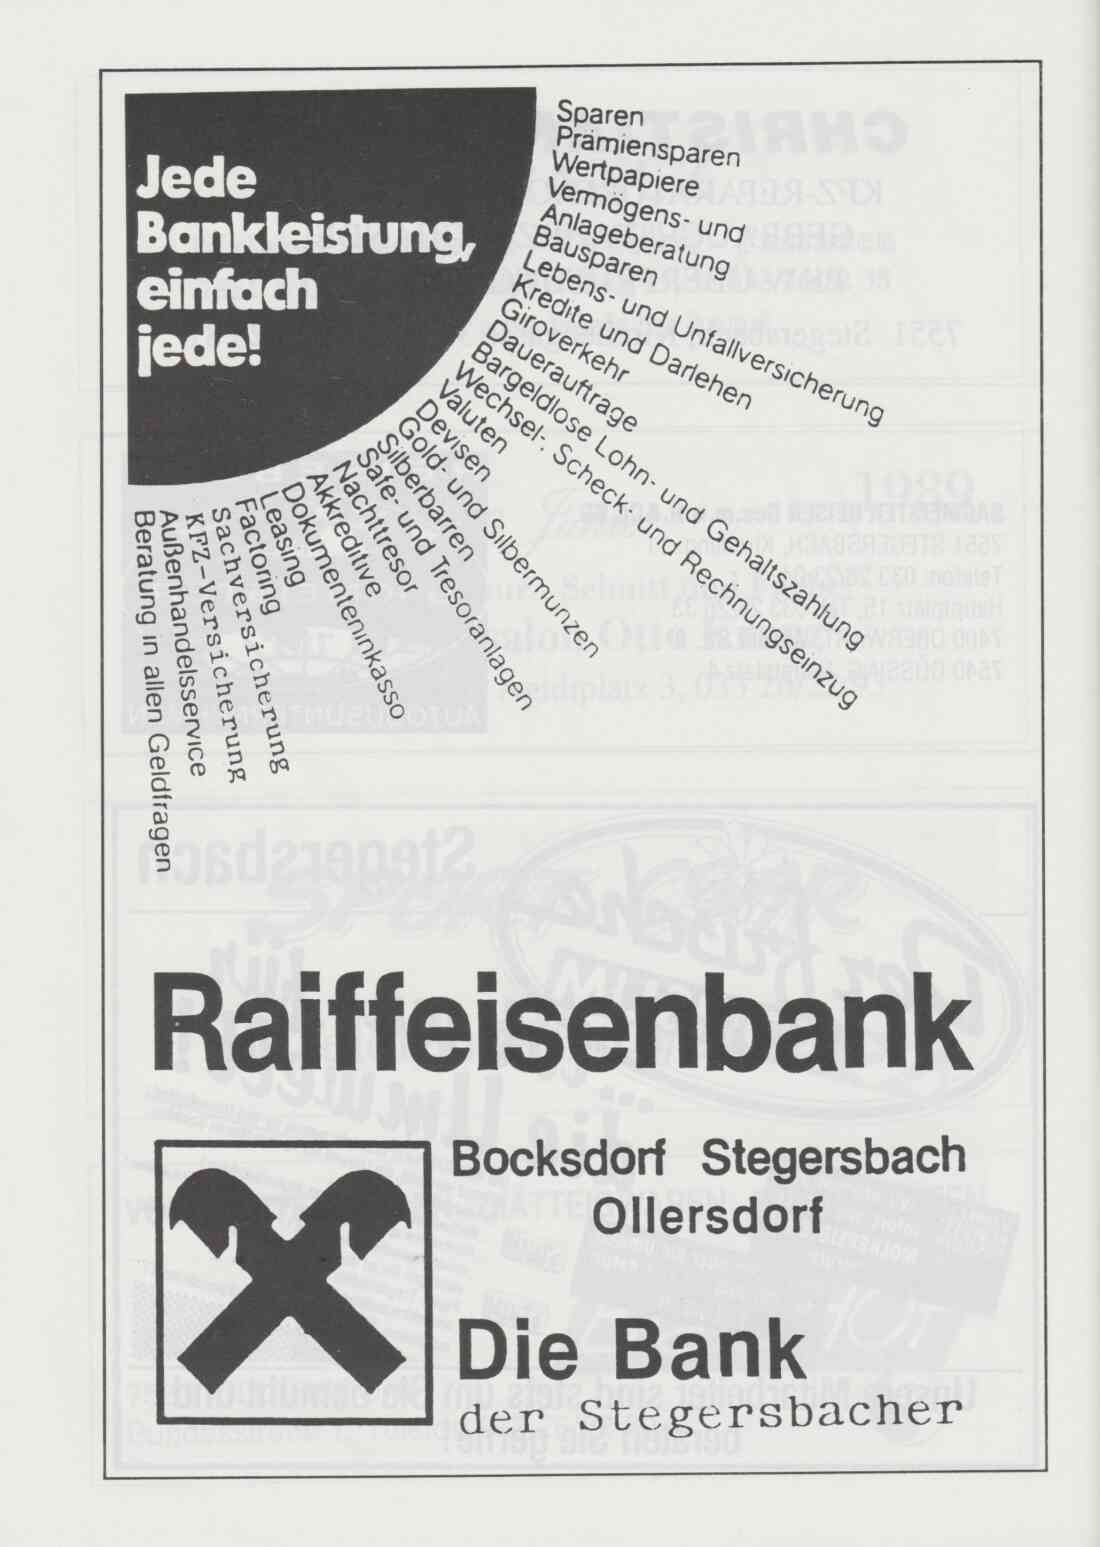 Jede
Bankleistung,
einfach
jede!
Sparen
Prämiensparen
Wertpapiere
Vermögens- und
Anlageberatung
Bausparen
Lebens- und Unfallversicherung
Kredite und Darlehen
Giroverkehr
Daueraufträge
Bargeldlose Lohn- und Gehaltszahlung
Wechsel-, Scheck- und Rechnungseinzug
Valuten
Devisen
Gold- und Silbermünzen
Silberbarren
Safe- und Tresoranlagen
Nachttresor
Akkreditive
Dokumenteninkasso
Leasing
Factoring
Sachversicherung
KFZ-Versicherung
Außenhandelsservice
Beratung in allen Geldfragen
Raiffeisenbank
Bocksdorf Stegersbach
Ollersdorf
Die Bank
der Stegersbacher